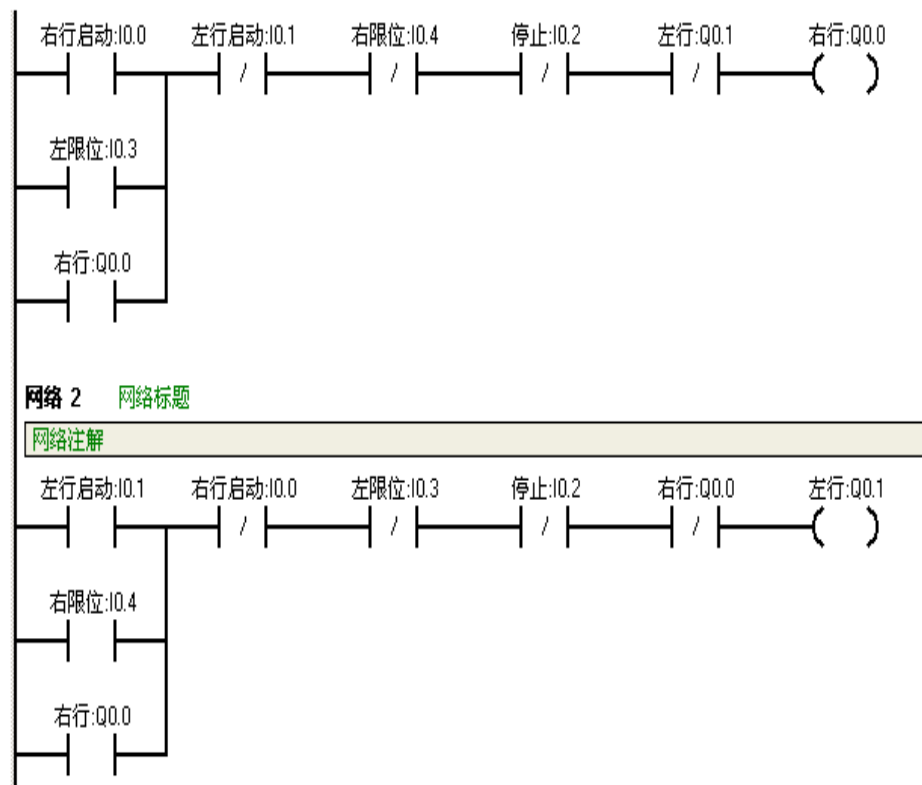 右行启动:I0.0 左行启动:I0.1 右限位:I0.4 停止:I0.2 左行:Q0.1 右行:Q0.0
左限位:I0.3
右行:Q0.0
网络 2 网络标题
网络注解
左行启动:I0.1 右行启动:I0.0 左限位:I0.3 停止:I0.2 右行:Q0.0 左行:Q0.1
右限位:I0.4
右行:Q0.0